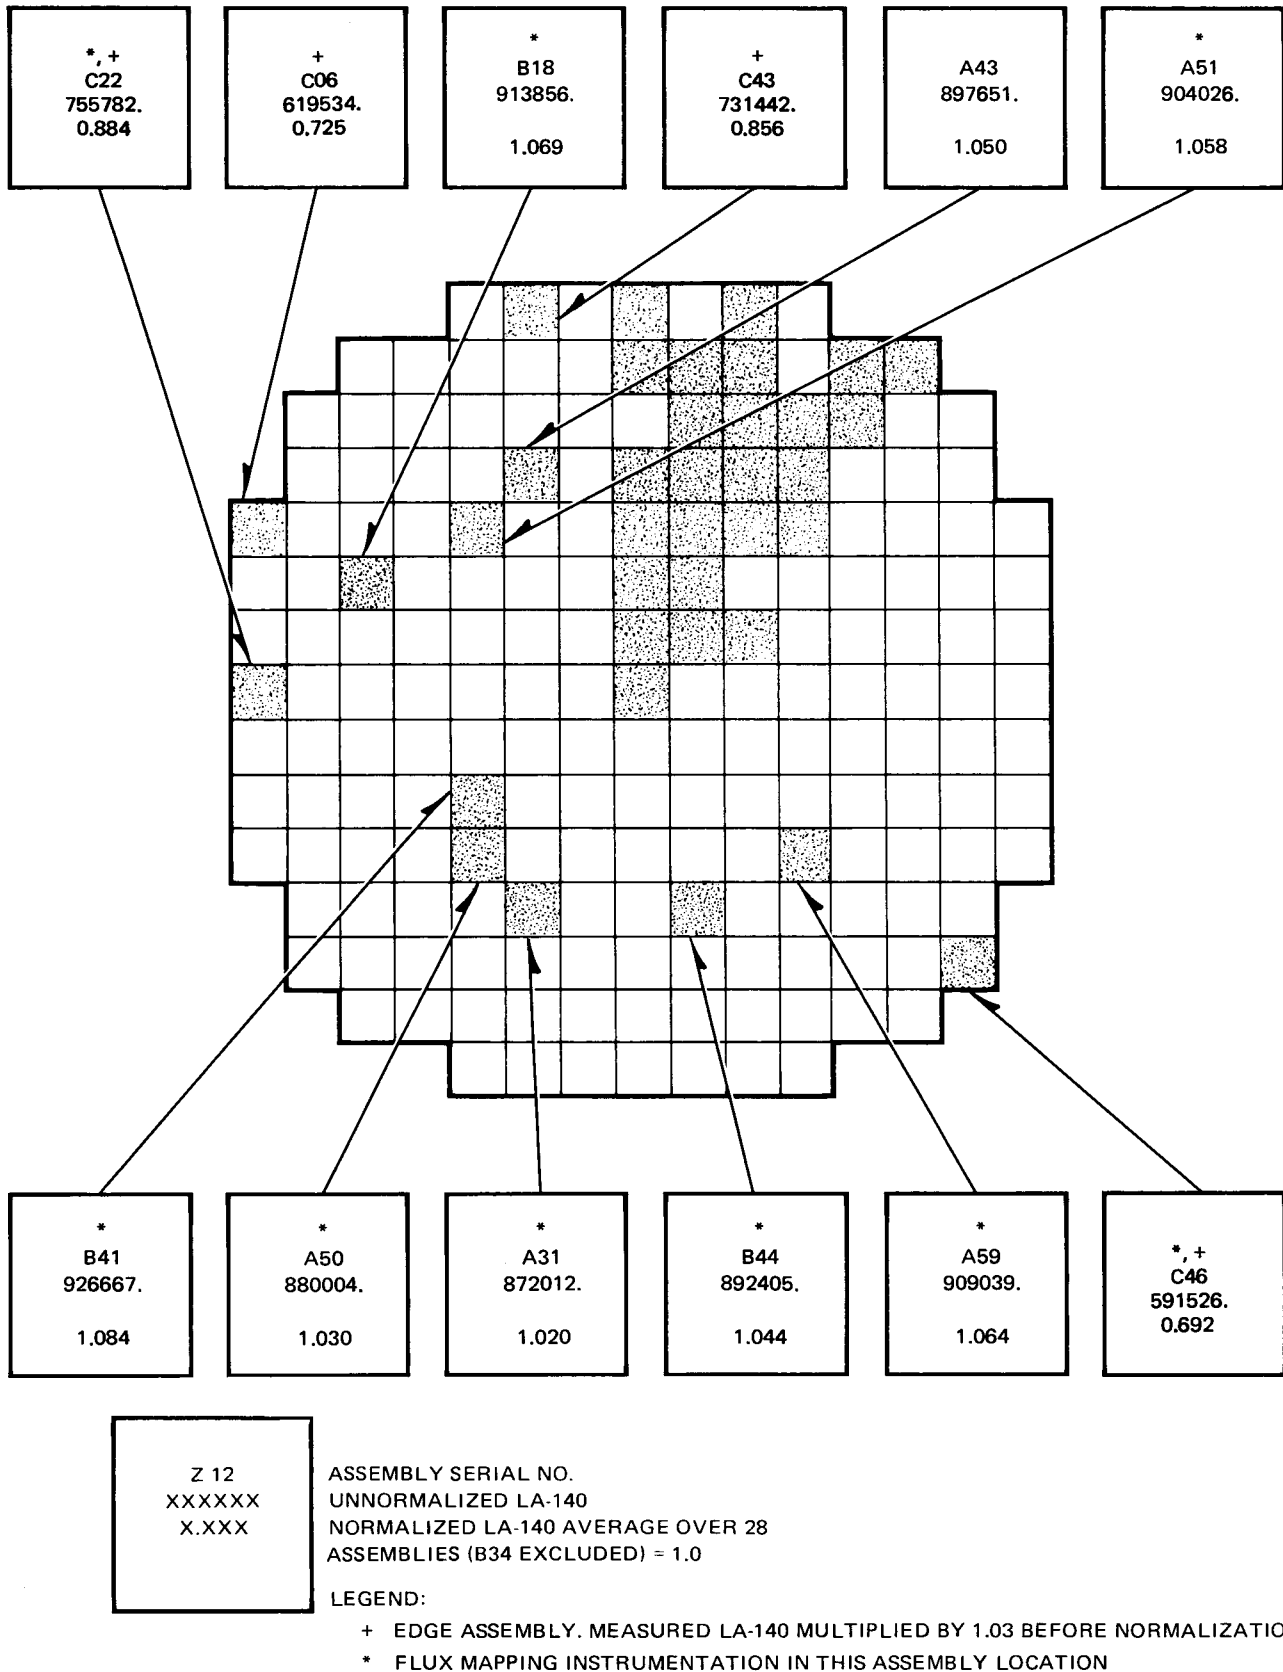 *, +
C22
755782.
0.884
+
C06
619534.
0.725
*
B18
913856.
1.069
+
C43
731442.
0.856
A43
897651.
1.050
*
A51
904026.
1.058
*
B41
926667.
1.084
*
A50
880004.
1.030
*
A31
872012.
1.020
*
B44
892405.
1.044
*
A59
909039.
1.064
*, +
C46
591526.
0.692
Z 12
XXXXXX
X.XXX
ASSEMBLY SERIAL NO.
UNNORMALIZED LA-140
NORMALIZED LA-140 AVERAGE OVER 28
ASSEMBLIES (B34 EXCLUDED) = 1.0
LEGEND:
+ EDGE ASSEMBLY. MEASURED LA-140 MULTIPLIED BY 1.03 BEFORE NORMALIZATIO
* FLUX MAPPING INSTRUMENTATION IN THIS ASSEMBLY LOCATION